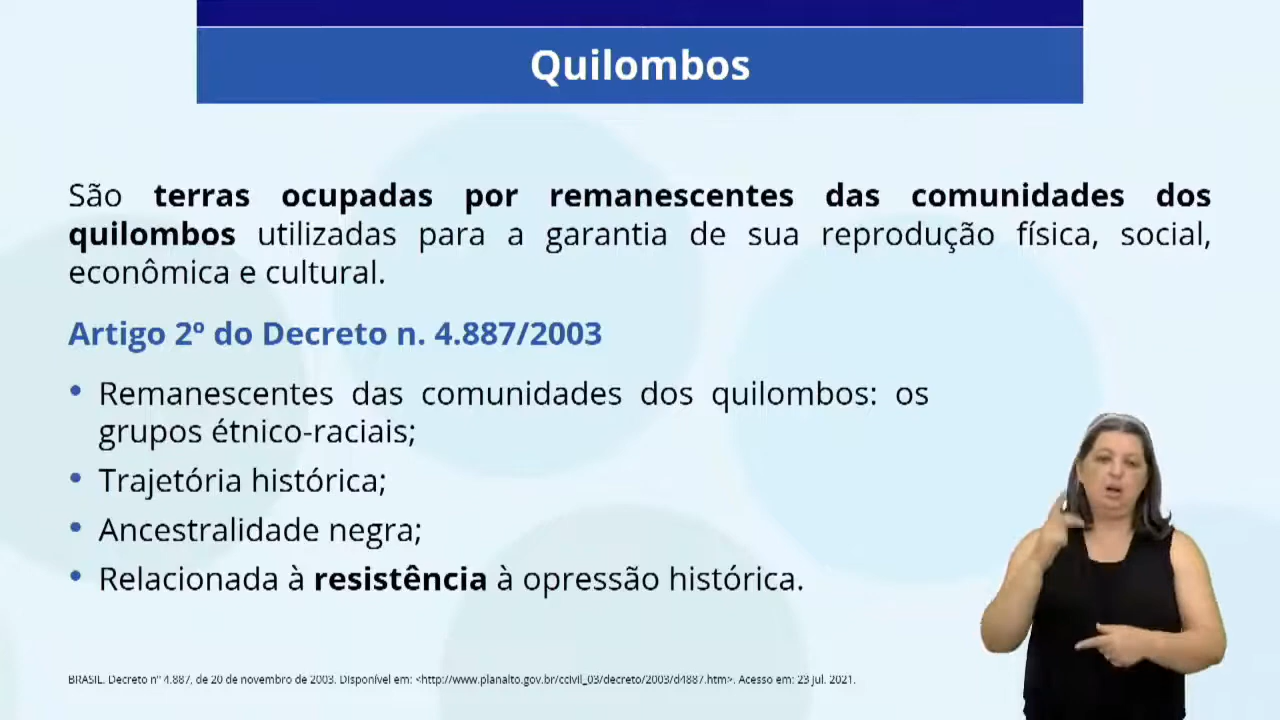 Quilombos
São terras ocupadas por remanescentes das comunidades dos
quilombos utilizadas para a garantia de sua reprodução física, social,
econômica e cultural.
Artigo 2º do Decreto n. 4.887/2003
• Remanescentes das comunidades dos quilombos: os
grupos étnico-raciais;
• Trajetória histórica;
• Ancestralidade negra;
• Relacionada à resistência à opressão histórica.
BRASIL. Decreto nº 4.887, de 20 de novembro de 2003. Disponível em: <http://www.planalto.gov.br/ccivil_03/decreto/2003/d4887.htm>. Acesso em: 23 jul. 2021.